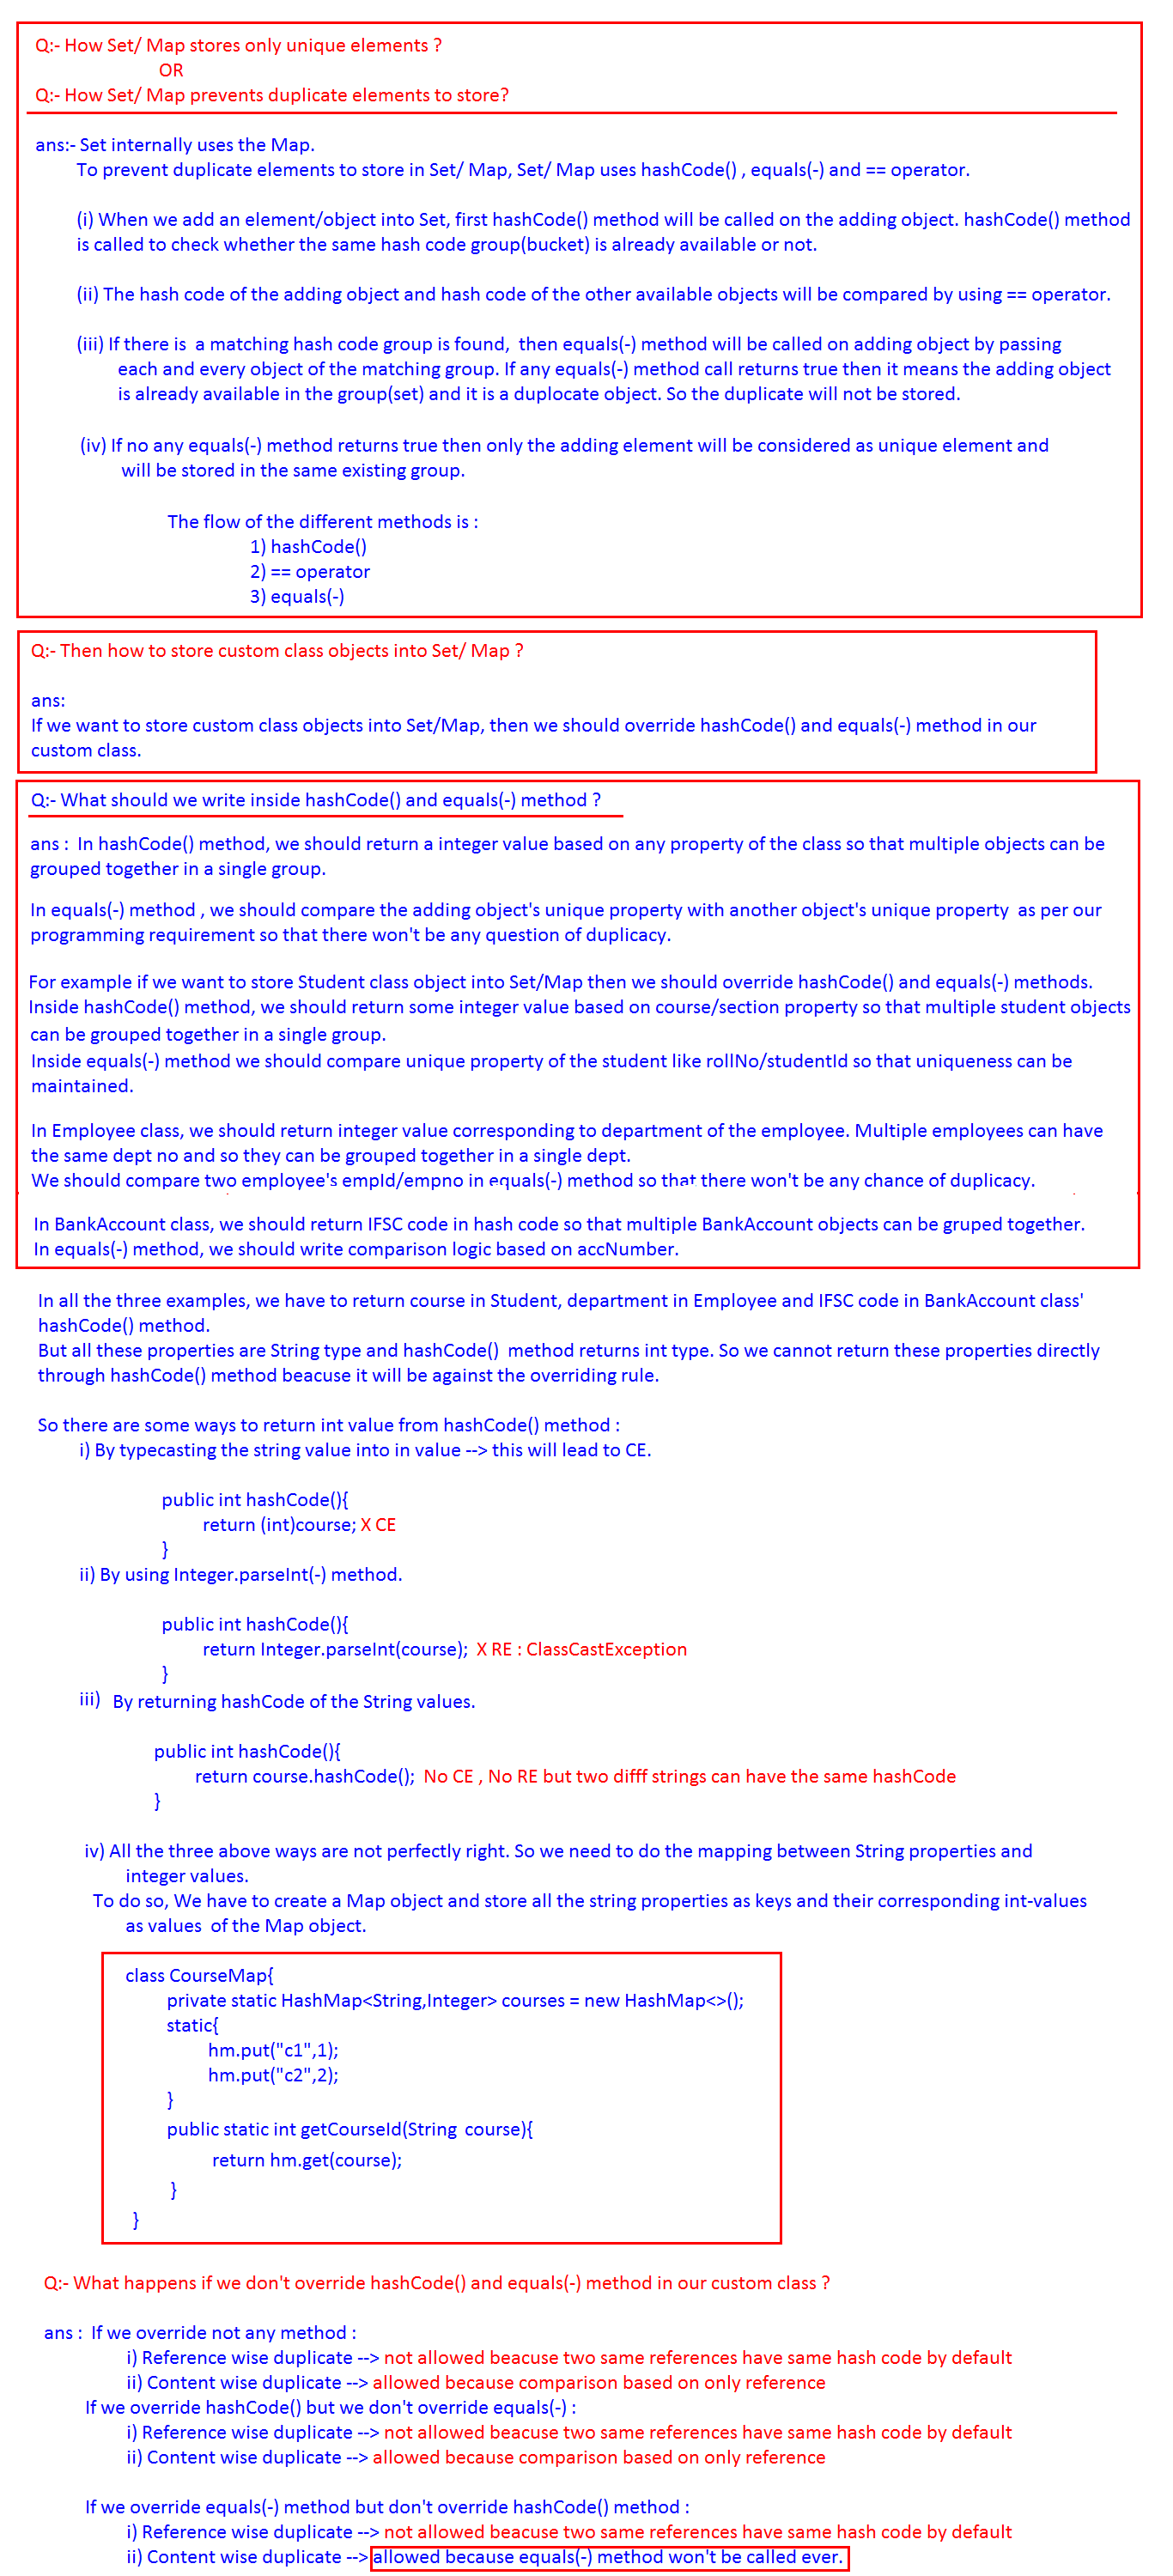 Q:- How Set/ Map stores only unique elements ?
OR
Q:- How Set/ Map prevents duplicate elements to store?
ans:- Set internally uses the Map.
To prevent duplicate elements to store in Set/ Map, Set/ Map uses hashCode() , equals(-) and == operator.
(i) When we add an element/object into Set, first hashCode() method will be called on the adding object. hashCode() method
is called to check whether the same hash code group(bucket) is already available or not.
(ii) The hash code of the adding object and hash code of the other available objects will be compared by using == operator.
(iii) If there is a matching hash code group is found, then equals(-) method will be called on adding object by passing
each and every object of the matching group. If any equals(-) method call returns true then it means the adding object
is already available in the group(set) and it is a duplocate object. So the duplicate will not be stored.
(iv) If no any equals(-) method returns true then only the adding element will be considered as unique element and
will be stored in the same existing group.
The flow of the different methods is :
1) hashCode()
2) == operator
3) equals(-)
Q:- Then how to store custom class objects into Set/ Map ?
ans:
If we want to store custom class objects into Set/Map, then we should override hashCode() and equals(-) method in our
custom class.
Q:- What should we write inside hashCode() and equals(-) method ?
ans : In hashCode() method, we should return a integer value based on any property of the class so that multiple objects can be
grouped together in a single group.
In equals(-) method , we should compare the adding object's unique property with another object's unique property as per our
programming requirement so that there won't be any question of duplicacy.
For example if we want to store Student class object into Set/Map then we should override hashCode() and equals(-) methods.
Inside hashCode() method, we should return some integer value based on course/section property so that multiple student objects
can be grouped together in a single group.
Inside equals(-) method we should compare unique property of the student like rollNo/studentId so that uniqueness can be
maintained.
In Employee class, we should return integer value corresponding to department of the employee. Multiple employees can have
the same dept no and so they can be grouped together in a single dept.
We should compare two employee's empId/empno in equals(-) method so that there won't be any chance of duplicacy.
In BankAccount class, we should return IFSC code in hash code so that multiple BankAccount objects can be gruped together.
In equals(-) method, we should write comparison logic based on accNumber.
In all the three examples, we have to return course in Student, department in Employee and IFSC code in BankAccount class'
hashCode() method.
But all these properties are String type and hashCode() method returns int type. So we cannot return these properties directly
through hashCode() method beacuse it will be against the overriding rule.
So there are some ways to return int value from hashCode() method :
i) By typecasting the string value into in value --> this will lead to CE.
public int hashCode(){
return (int)course; X CE
}
ii) By using Integer.parseInt(-) method.
public int hashCode(){
return Integer.parseInt(course); X RE : ClassCastException
}
iii) By returning hashCode of the String values.
public int hashCode(){
return course.hashCode(); No CE , No RE but two difff strings can have the same hashCode
}
iv) All the three above ways are not perfectly right. So we need to do the mapping between String properties and
integer values.
To do so, We have to create a Map object and store all the string properties as keys and their corresponding int-values
as values of the Map object.
class CourseMap{
private static HashMap<String,Integer> courses = new HashMap<>();
static{
hm.put("c1",1);
hm.put("c2",2);
}
public static int getCourseId(String course){
return hm.get(course);
}
}
Q:- What happens if we don't override hashCode() and equals(-) method in our custom class ?
ans : If we override not any method :
i) Reference wise duplicate --> not allowed beacuse two same references have same hash code by default
ii) Content wise duplicate --> allowed because comparison based on only reference
If we override hashCode() but we don't override equals(-) :
i) Reference wise duplicate --> not allowed beacuse two same references have same hash code by default
ii) Content wise duplicate --> allowed because comparison based on only reference
If we override equals(-) method but don't override hashCode() method :
i) Reference wise duplicate --> not allowed beacuse two same references have same hash code by default
ii) Content wise duplicate --> allowed because equals(-) method won't be called ever.